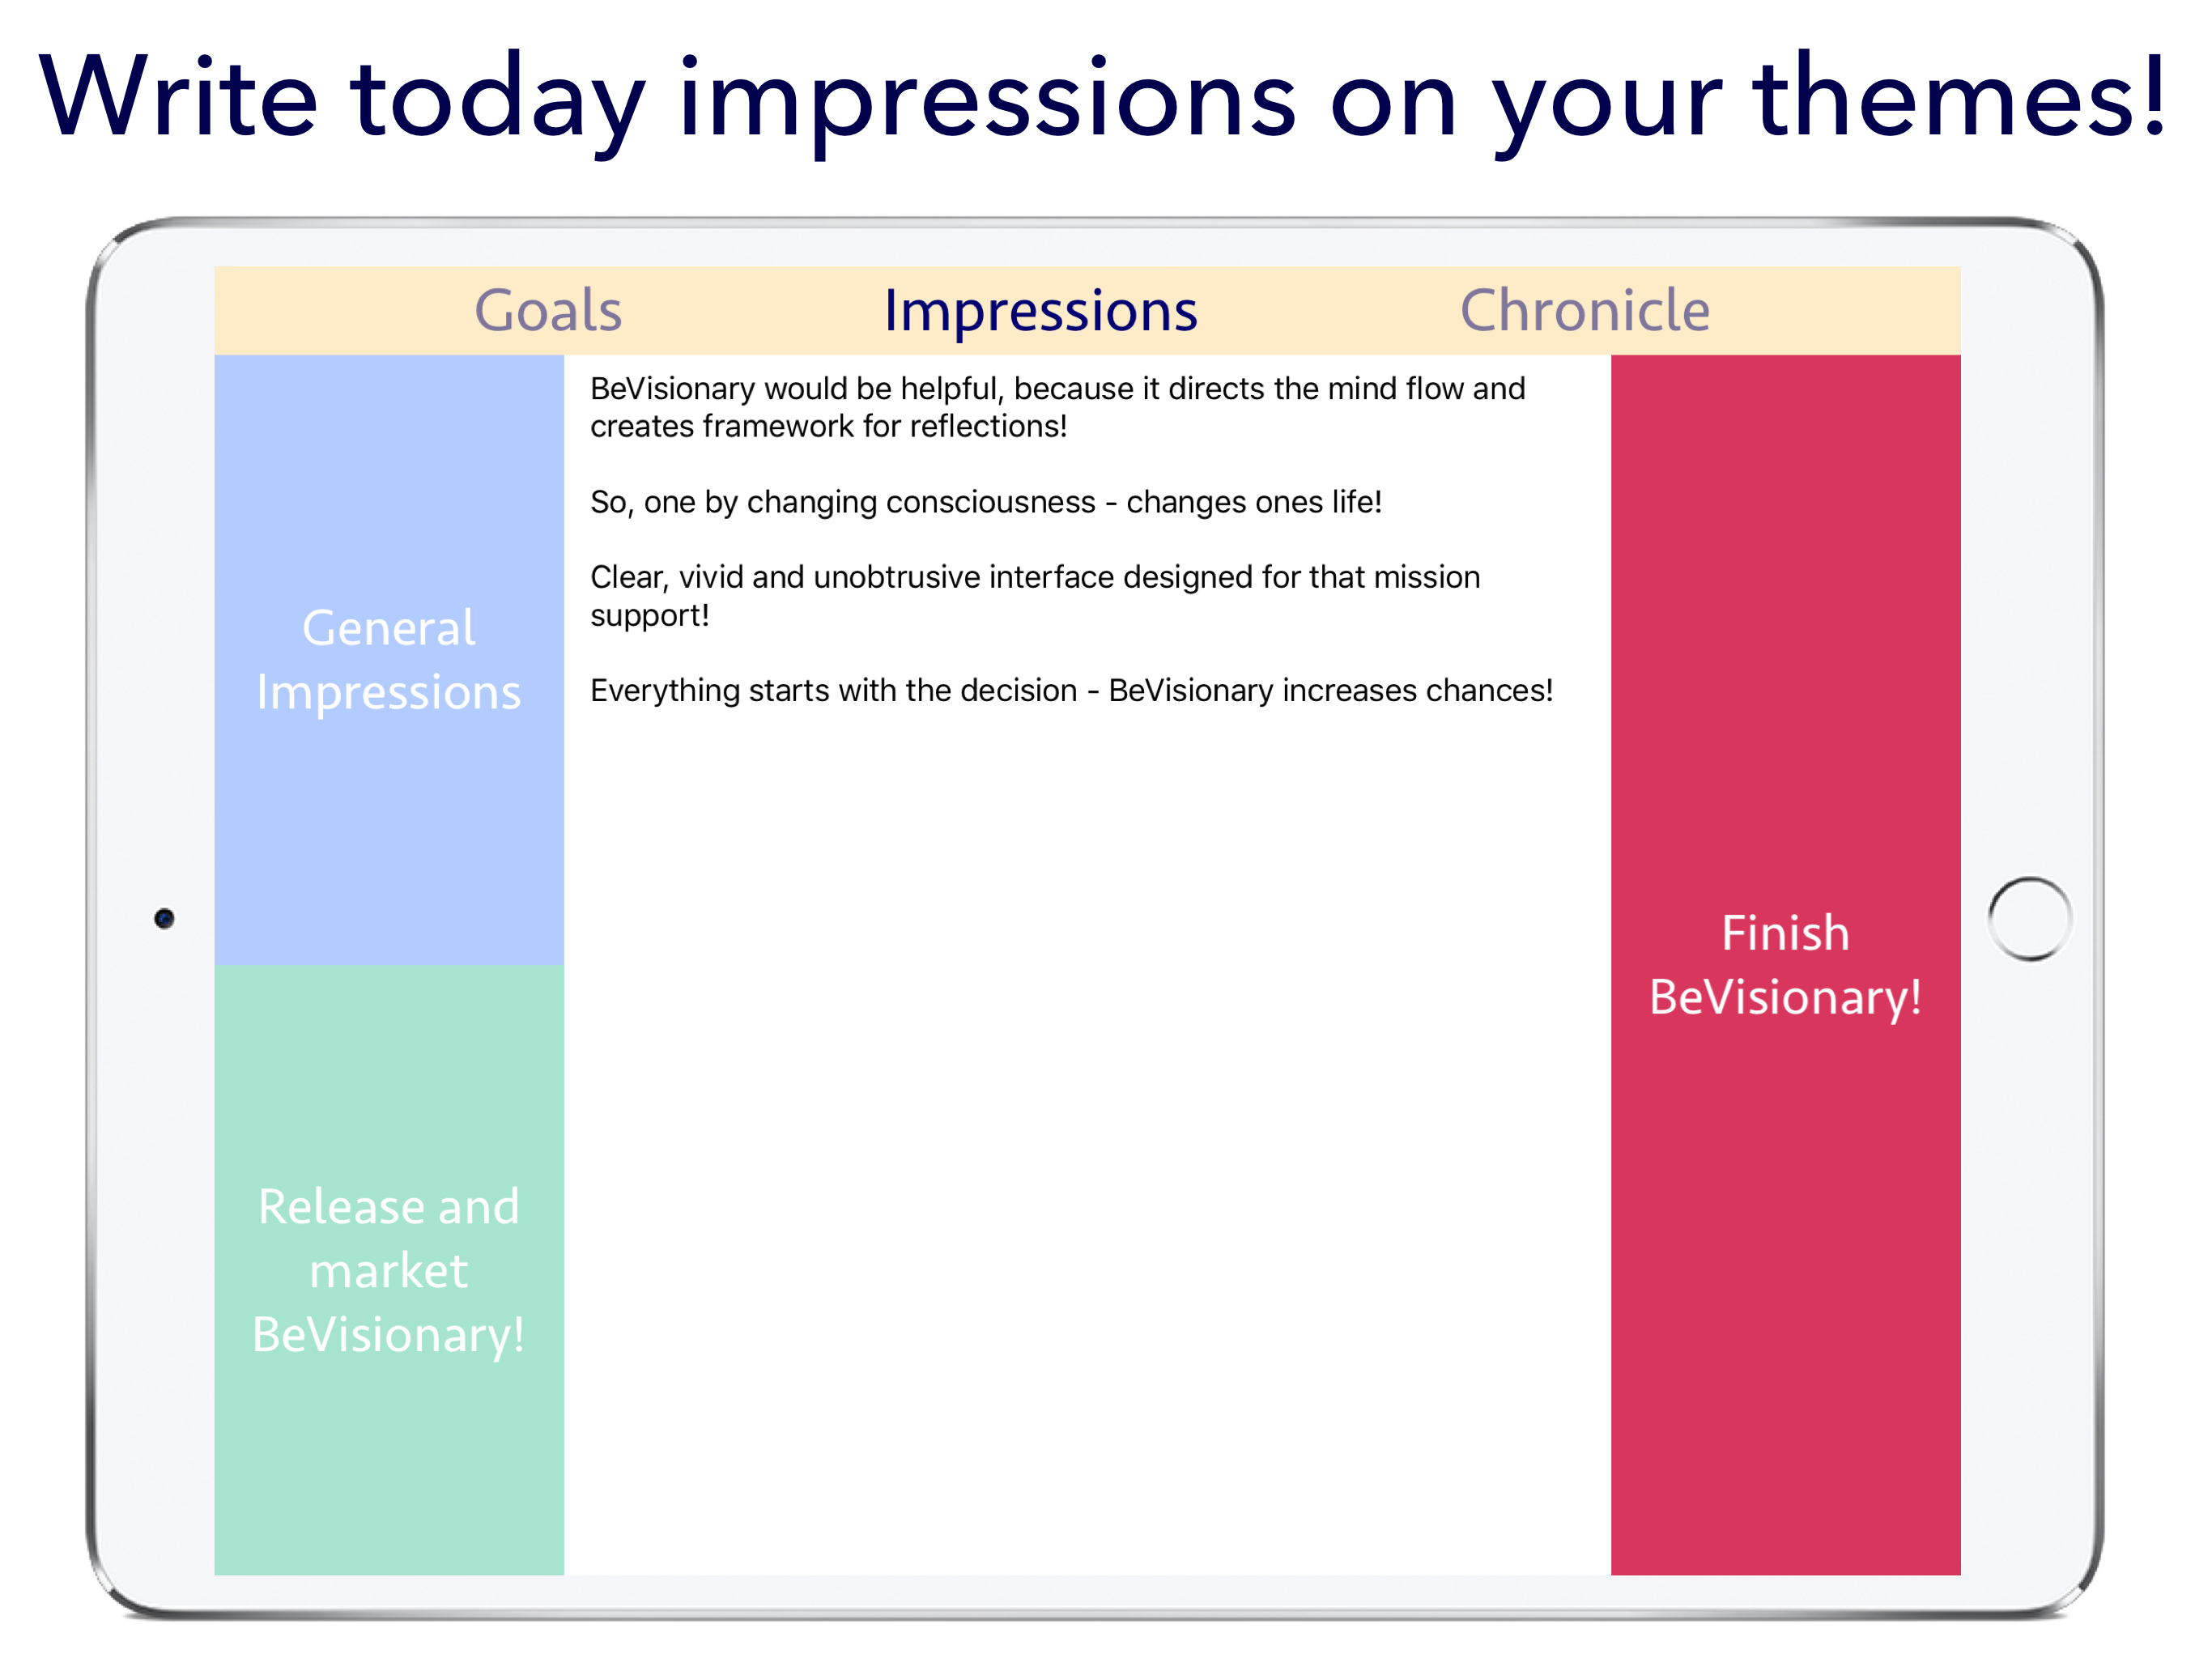 Write today impressions on your themes!
Goals
Impressions
Chronicle
General
Impressions
Release and
market
BeVisionary!
BeVisionary would be helpful, because it directs the mind flow and
creates framework for reflections!
So, one by changing consciousness - changes ones life!
Clear, vivid and unobtrusive interface designed for that mission
support!
Everything starts with the decision - BeVisionary increases chances!
Finish
BeVisionary!